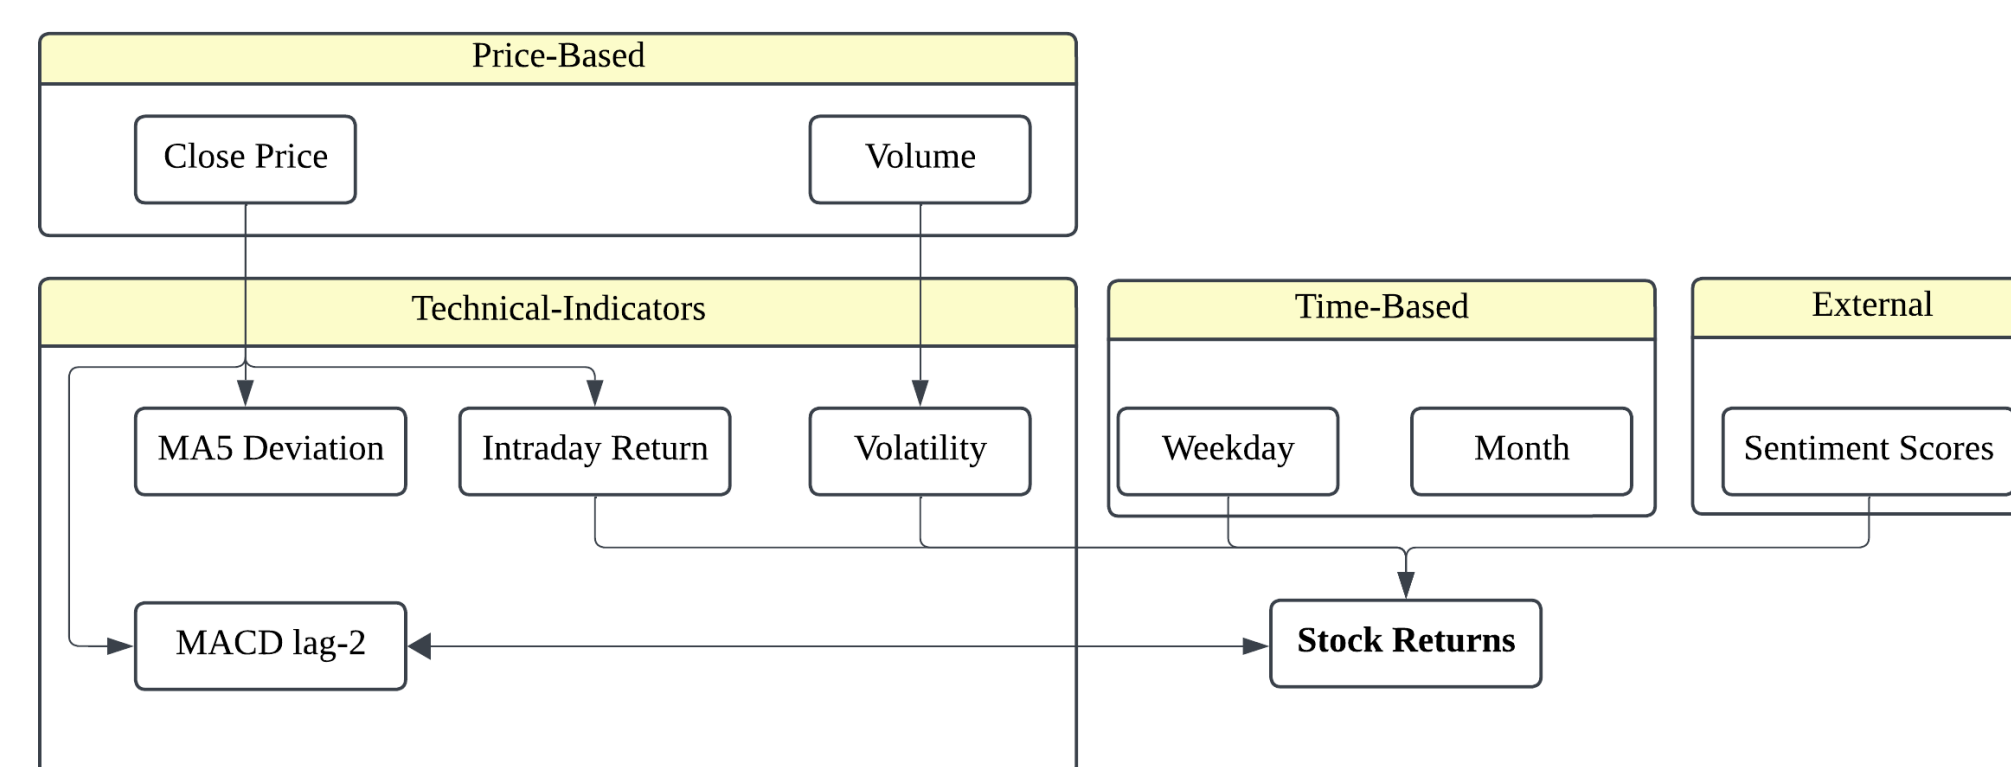 Price-Based
Close Price
Volume
Technical-Indicators
Time-Based
External
MA5 Deviation
Intraday Return
Volatility
Weekday
Month
Sentiment Scores
MACD lag-2
Stock Returns